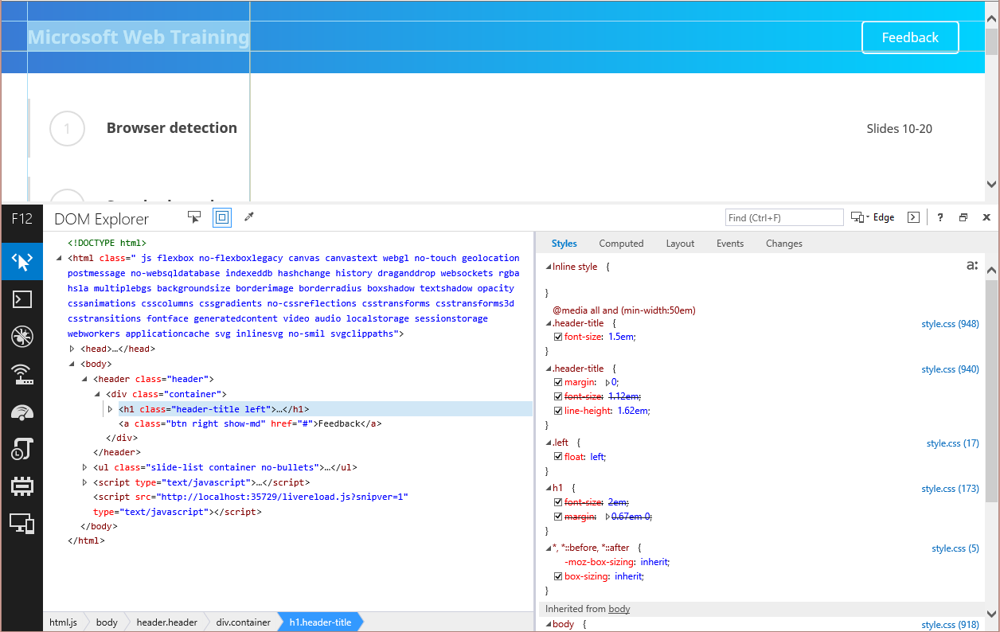 Microsoft Web Training
Feedback
1
Browser detection
Slides 10-20
F12
DOM Explorer
Find (Ctrl+F)
Edge
?
<!DOCTYPE html>
<html class=" js flexbox no-flexboxlegacy canvas canvastext webgl no-touch geolocation
postmessage no-websqldatabase indexeddb hashchange history draganddrop websockets rgba
hsla multiplebgs backgroundsize borderimage borderradius boxshadow textshadow opacity
cssanimations csscolumns cssgradients no-cssreflections csstransforms csstransforms3d
csstransitions fontface generatedcontent video audio localstorage sessionstorage
webworkers applicationcache svg inlinesvg no-smil svgclippaths">
<head>…</head>
<body>
<header class="header">
<div class="container">
<h1 class="header-title left">…</h1>
<a class="btn right show-md" href="#">Feedback</a>
</div>
</header>
<ul class="slide-list container no-bullets">…</ul>
<script type="text/javascript">…</script>
<script src="http://localhost:35729/livereload.js?snipver=1"
type="text/javascript"></script>
</body>
</html>
html.js
body
header.header
div.container
h1.header-title
Styles Computed Layout Events Changes
Inline style {
a:
}
@media all and (min-width:50em)
.header-title { style.css (948)
font-size: 1.5em;
}
.header-title { style.css (940)
margin: 0;
font-size: 1.12em;
line-height: 1.62em;
}
.left { style.css (17)
float: left;
}
h1 { style.css (173)
font-size: 2em;
margin: 0.67em 0;
}
*, *::before, *::after { style.css (5)
-moz-box-sizing: inherit;
box-sizing: inherit;
}
Inherited from body
body { style.css (918)